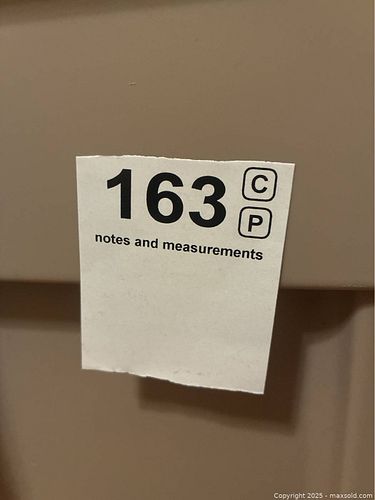 163 C
P
notes and measurements
Copyright 2025 - maxsold.com